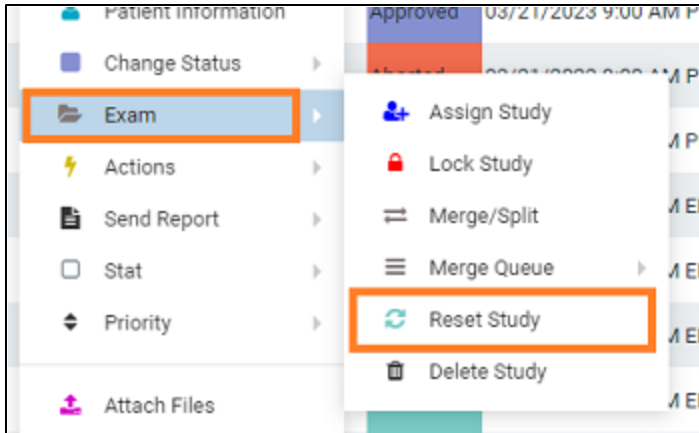 Patient Information
Approved 03/21/2023 9:00 AM P
Change Status
Exam
Actions
Send Report
Stat
Priority
Attach Files
Assign Study
Lock Study
Merge/Split
Merge Queue
Reset Study
Delete Study
M P
M P
M E
M E
M E
M E